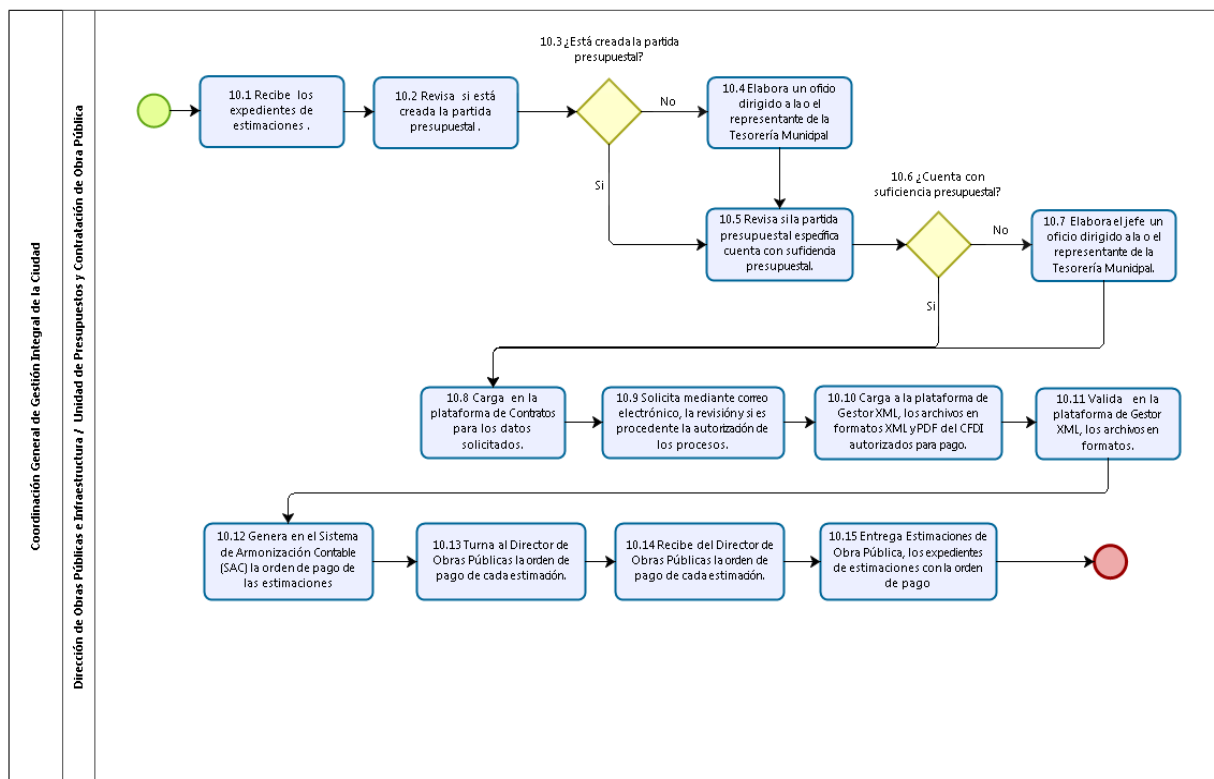 Coordinación General de Gestión Integral de la Ciudad
Dirección de Obras Públicas e Infraestructura / Unidad de Presupuestos y Contratación de Obra Pública
10.1 Recibe los
expedientes de
estimaciones .
10.2 Revisa si está
creada la partida
presupuestal .
10.3 ¿Está creada la partida
presupuestal?
No
Si
10.4 Elabora un oficio
dirigido a la o el
representante de la
Tesorería Municipal
10.5 Revisa si la partida
presupuestal específica
cuenta con suficiencia
presupuestal.
10.6 ¿Cuenta con
suficiencia presupuestal?
No
Si
10.7 Elabora el jefe un
oficio dirigido a la o el
representante de la
Tesorería Municipal.
10.8 Carga en la
plataforma de Contratos
para los datos
solicitados.
10.9 Solicita mediante correo
electrónico, la revisión y si es
procedente la autorización de
los procesos.
10.10 Carga a la plataforma de
Gestor XML, los archivos en
formatos XML y PDF del CFDI
autorizados para pago.
10.11 Valida en la
plataforma de Gestor
XML, los archivos en
formatos.
10.12 Genera en el Sistema
de Armonización Contable
(SAC) la orden de pago de
las estimaciones
10.13 Turna al Director de
Obras Públicas la orden de
pago de cada estimación.
10.14 Recibe del Director de
Obras Públicas la orden de
pago de cada estimación.
10.15 Entrega Estimaciones de
Obra Pública, los expedientes
de estimaciones con la orden
de pago